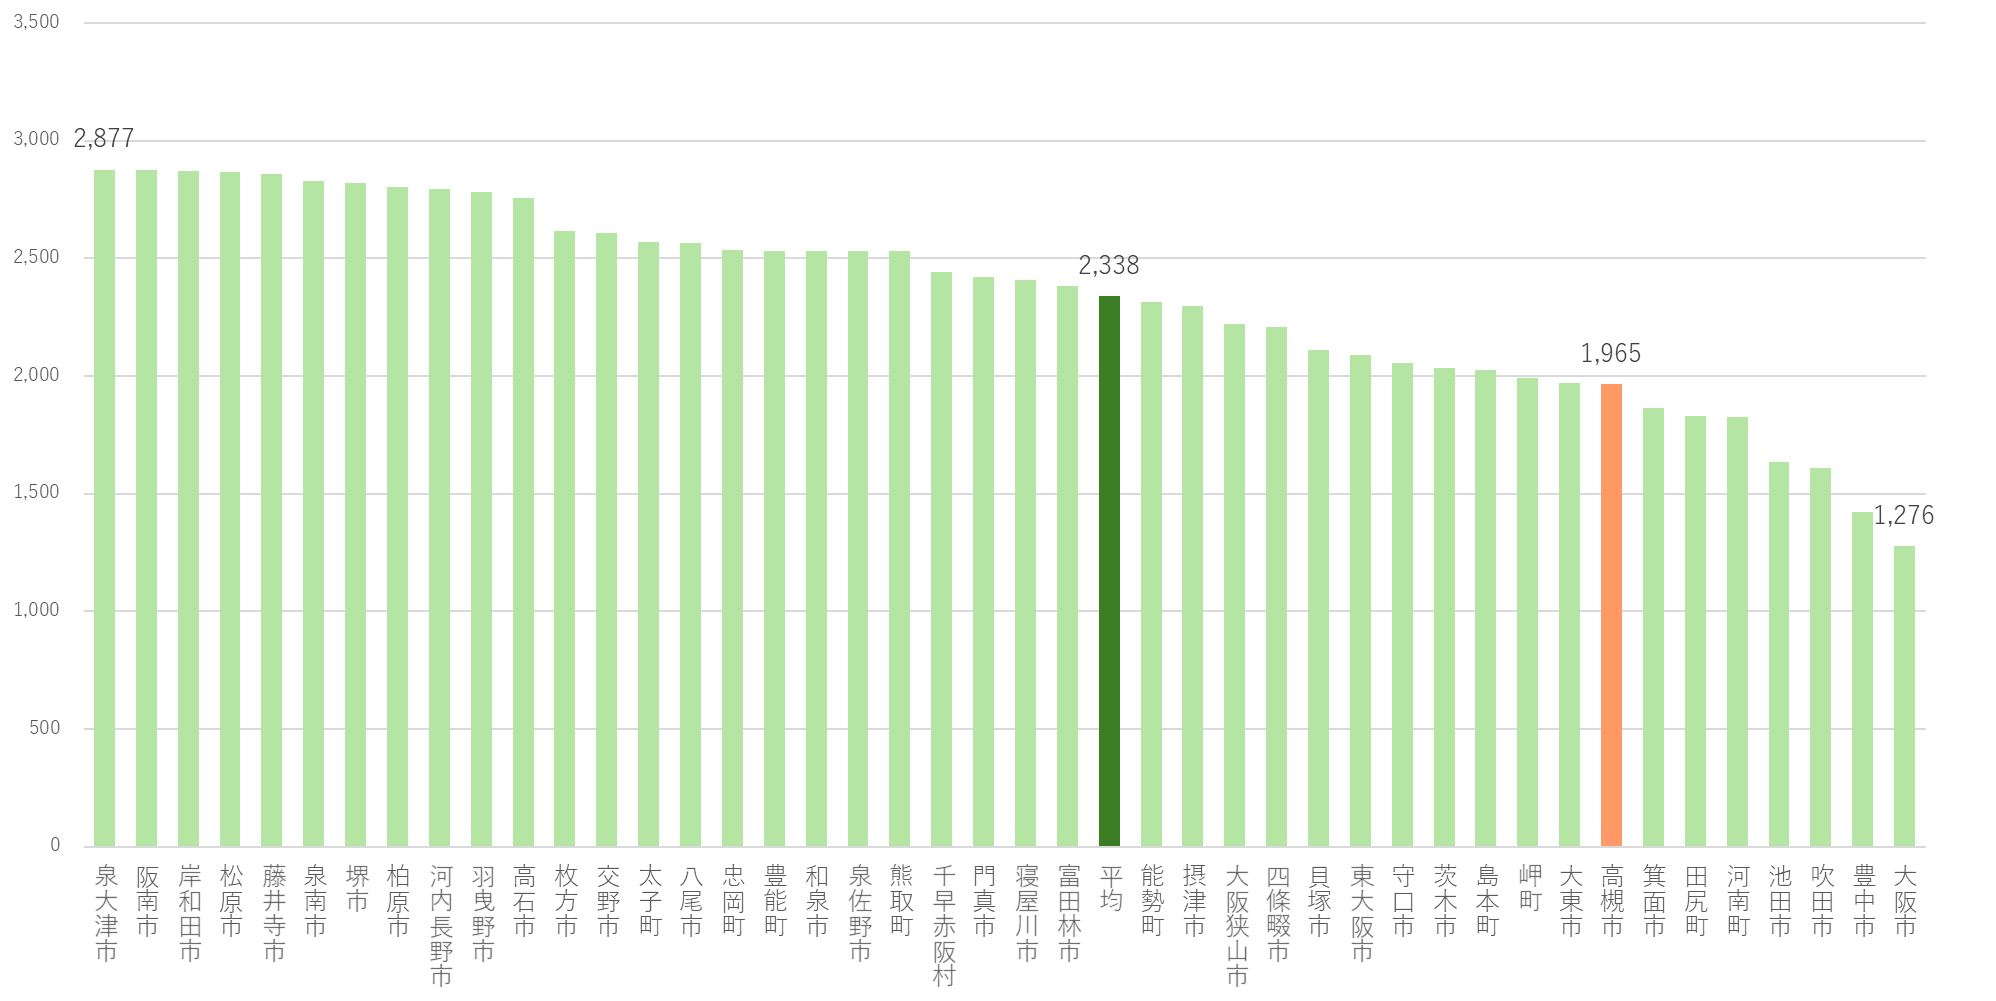 3,500
3,000
2,500
2,000
1,500
1,000
500
0
2,877
2,338
1,965
1,276
泉大津市
阪南市
岸和田市
松原市
藤井寺市
泉南市
堺市
柏原市
河内長野市
羽曳野市
高石市
枚方市
交野市
太子町
八尾市
忠岡町
豊能町
和泉市
泉佐野市
熊取町
千早赤阪村
門真市
寝屋川市
富田林市
平均
能勢町
摂津市
大阪狭山市
四條畷市
貝塚市
東大阪市
守口市
茨木市
島本町
岬町
大東市
高槻市
箕面市
田尻町
河南町
池田市
吹田市
豊中市
大阪市